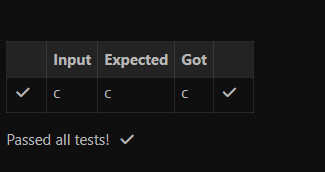 Input Expected Got
✓ c c c ✓
Passed all tests! ✓